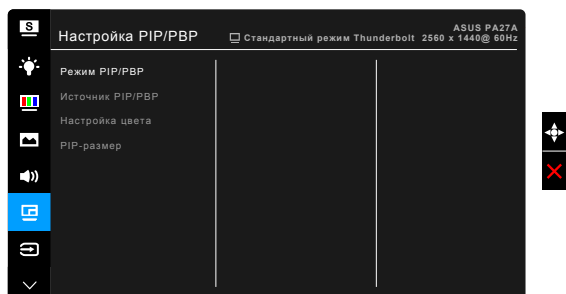 S
ASUS PA27A
Настройка PIP/PBP
Стандартный режим Thunderbolt 2560 x 1440@ 60Hz
Режим PIP/PBP
Источник PIP/PBP
Настройка цвета
PIP-размер